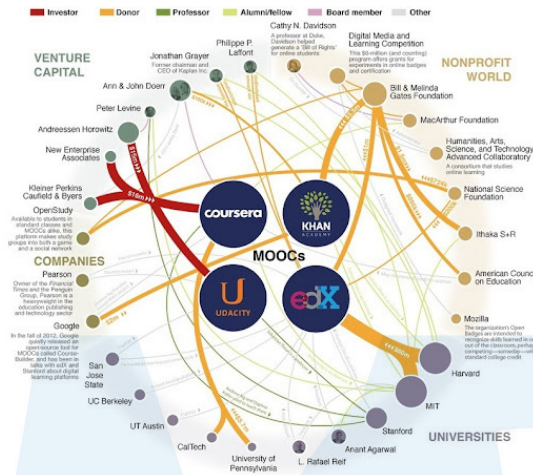 Investor
Donor
Professor
Alumni/fellow
Board member
Other
VENTURE
CAPITAL
Philippe P.
Laffont
Jonathan Grayer
Former chairman and
CEO of Kaplan Inc.
Ann & John Doerr
Peter Levine
Andreessen Horowitz
New Enterprise
Associates
Kleiner Perkins
Caufield & Byers
OpenStudy
Available to students in
standard classes and
MOOCs alike, this
platform makes study
groups into both a game
and a social network
COMPANIES
Pearson
Owner of the Financial
Times and the Penguin
Group, Pearson is a
heavyweight in the
education publishing
and technology sector
Google
In the fall of 2012, Google
quietly released an
open-source tool for
MOOCs called Course-
Builder, and has been in
talks with edX and
Stanford about digital
learning platforms
Cathy N. Davidson
A professor at Duke,
Davidson helped
generate a 'Bill of Rights'
for online students
Digital Media and
Learning Competition
This $5-million (and counting)
program offers grants for
experiments in online badges
and certification
NONPROFIT
WORLD
Bill & Melinda
Gates Foundation
MacArthur Foundation
Humanities, Arts,
Science, and Technology
Advanced Collaboratory
A consortium that studies
online learning
National Science
Foundation
Ithaka S+R
American Counc
on Education
Mozilla
The organisation's Open
Badges are intended to
recognize skills learned in o
out of the classroom, perhap
competing—someday—wit
standard college credit
coursera
KHAN
ACADEMY
MOOCs
UDACITY
edX
$16m
$15m
San
Jose
State
UC Berkeley
UT Austin
CalTech
University of
Pennsylvania
L. Rafael Reif
Anant Agarwal
Stanford
MIT
Harvard
UNIVERSITIES